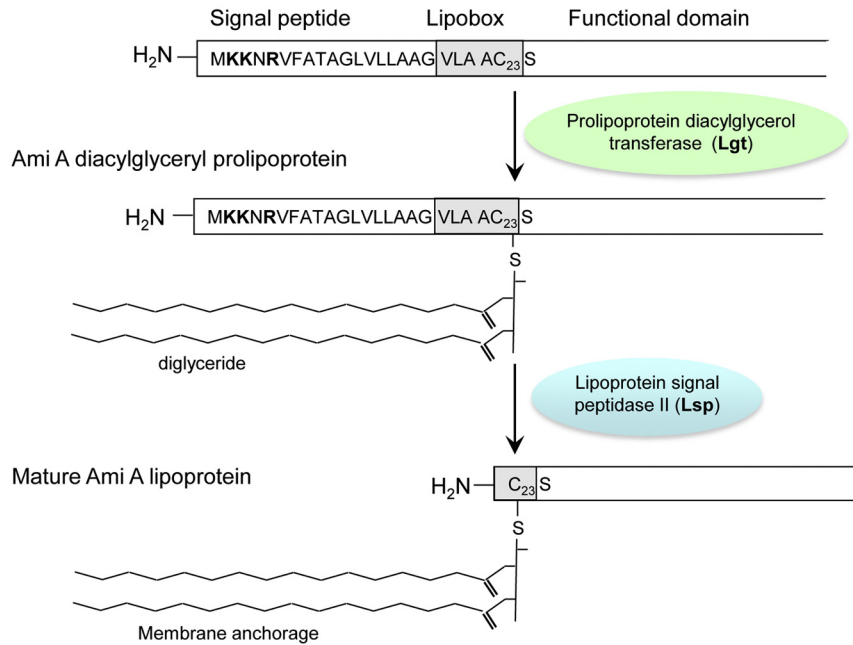 Signal peptide Lipobox Functional domain
H₂N MKKNRVFATAGLVLLAAG VLA AC₂₃ S
Prolipoprotein diacylglycerol
transferase (Lgt)
Ami A diacylglyceryl prolipoprotein
H₂N MKKNRVFATAGLVLLAAG VLA AC₂₃ S
S
diglyceride
Lipoprotein signal
peptidase II (Lsp)
Mature Ami A lipoprotein
H₂N C₂₃ S
S
Membrane anchorage